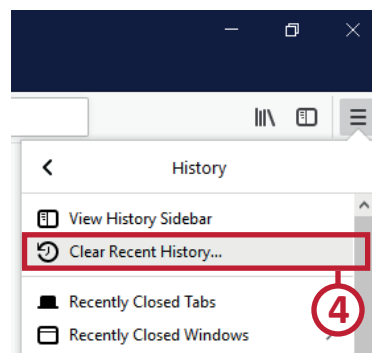 History
View History Sidebar
Clear Recent History...
4
Recently Closed Tabs
Recently Closed Windows